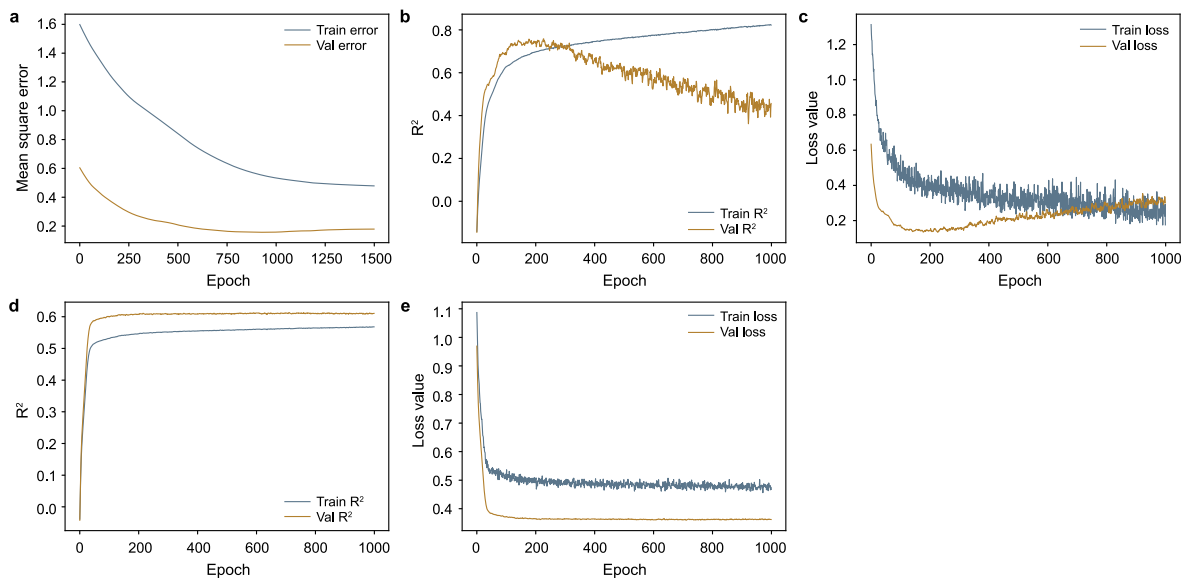 a
1.6
1.4
1.2
1.0
0.8
0.6
0.4
0.2
Mean square error
Train error
Val error
0
250
500
750
1000
1250
1500
Epoch
b
0.8
0.6
0.4
0.2
0.0
R²
Train R²
Val R²
0
200
400
600
800
1000
Epoch
c
1.2
1.0
0.8
0.6
0.4
0.2
Loss value
Train loss
Val loss
0
200
400
600
800
1000
Epoch
d
0.6
0.5
0.4
0.3
0.2
0.1
0.0
R²
Train R²
Val R²
0
200
400
600
800
1000
Epoch
e
1.1
1.0
0.9
0.8
0.7
0.6
0.5
0.4
Loss value
Train loss
Val loss
0
200
400
600
800
1000
Epoch